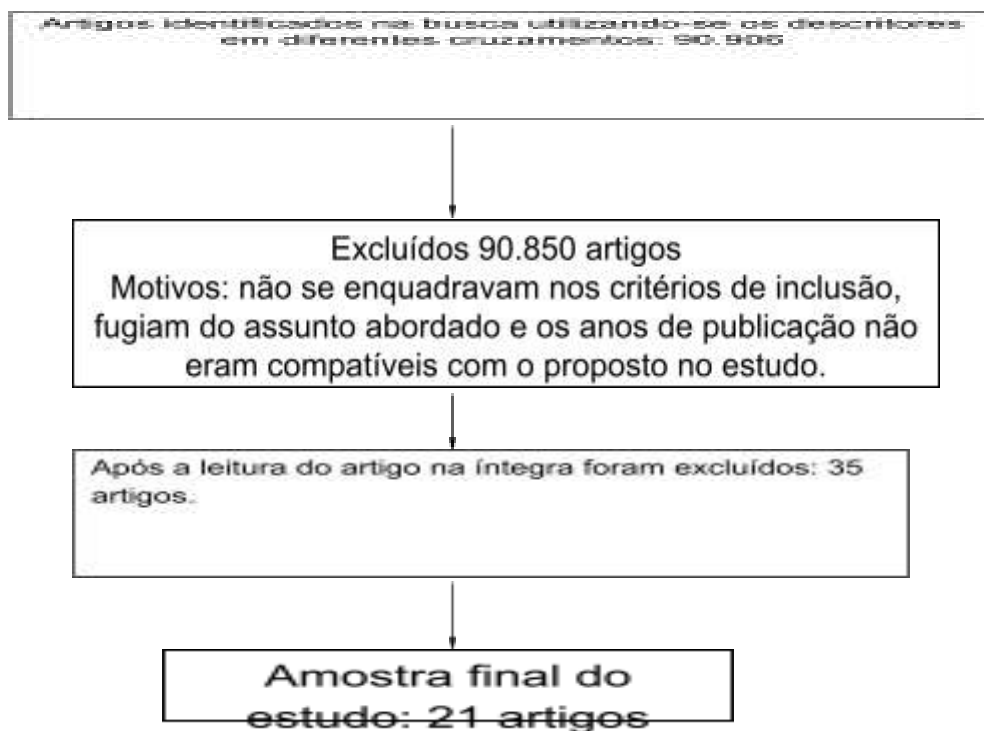 Artigos identificados na busca utilizando-se os descritores
em diferentes cruzamentos: 90.906
Excluídos 90.850 artigos
Motivos: não se enquadravam nos critérios de inclusão,
fugiam do assunto abordado e os anos de publicação não
eram compatíveis com o proposto no estudo.
Após a leitura do artigo na íntegra foram excluídos: 35
artigos.
Amostra final do
estudo: 21 artigos